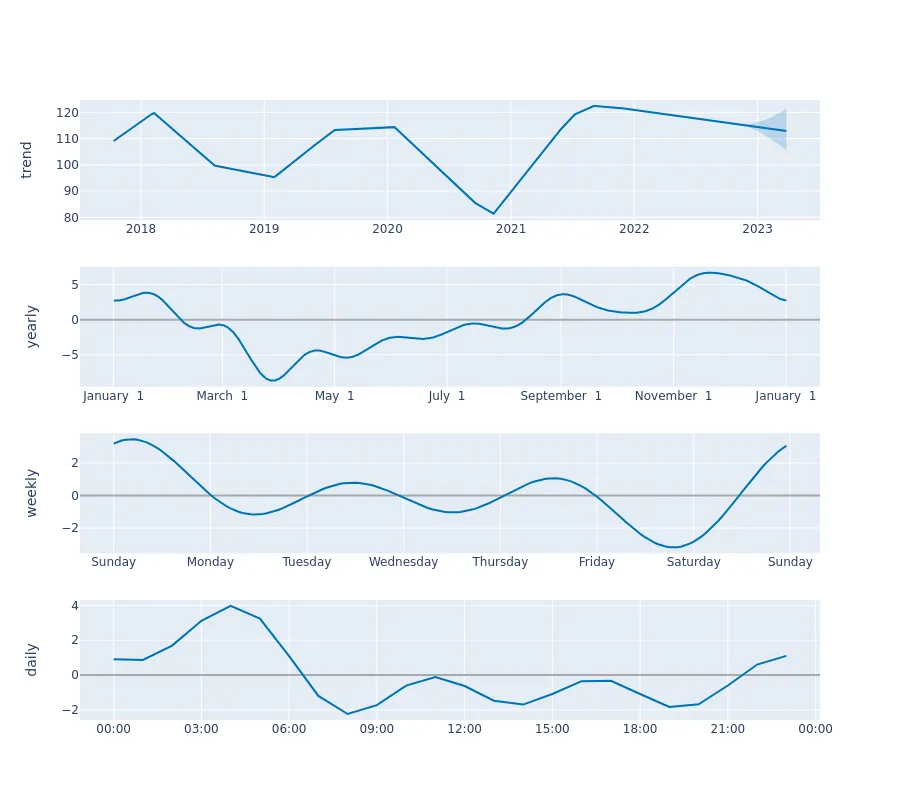 120
110
100
90
80
trend
2018 2019 2020 2021 2022 2023
5
0
−5
yearly
January 1 March 1 May 1 July 1 September 1 November 1 January 1
2
0
−2
weekly
Sunday Monday Tuesday Wednesday Thursday Friday Saturday Sunday
4
2
0
−2
daily
00:00 03:00 06:00 09:00 12:00 15:00 18:00 21:00 00:00